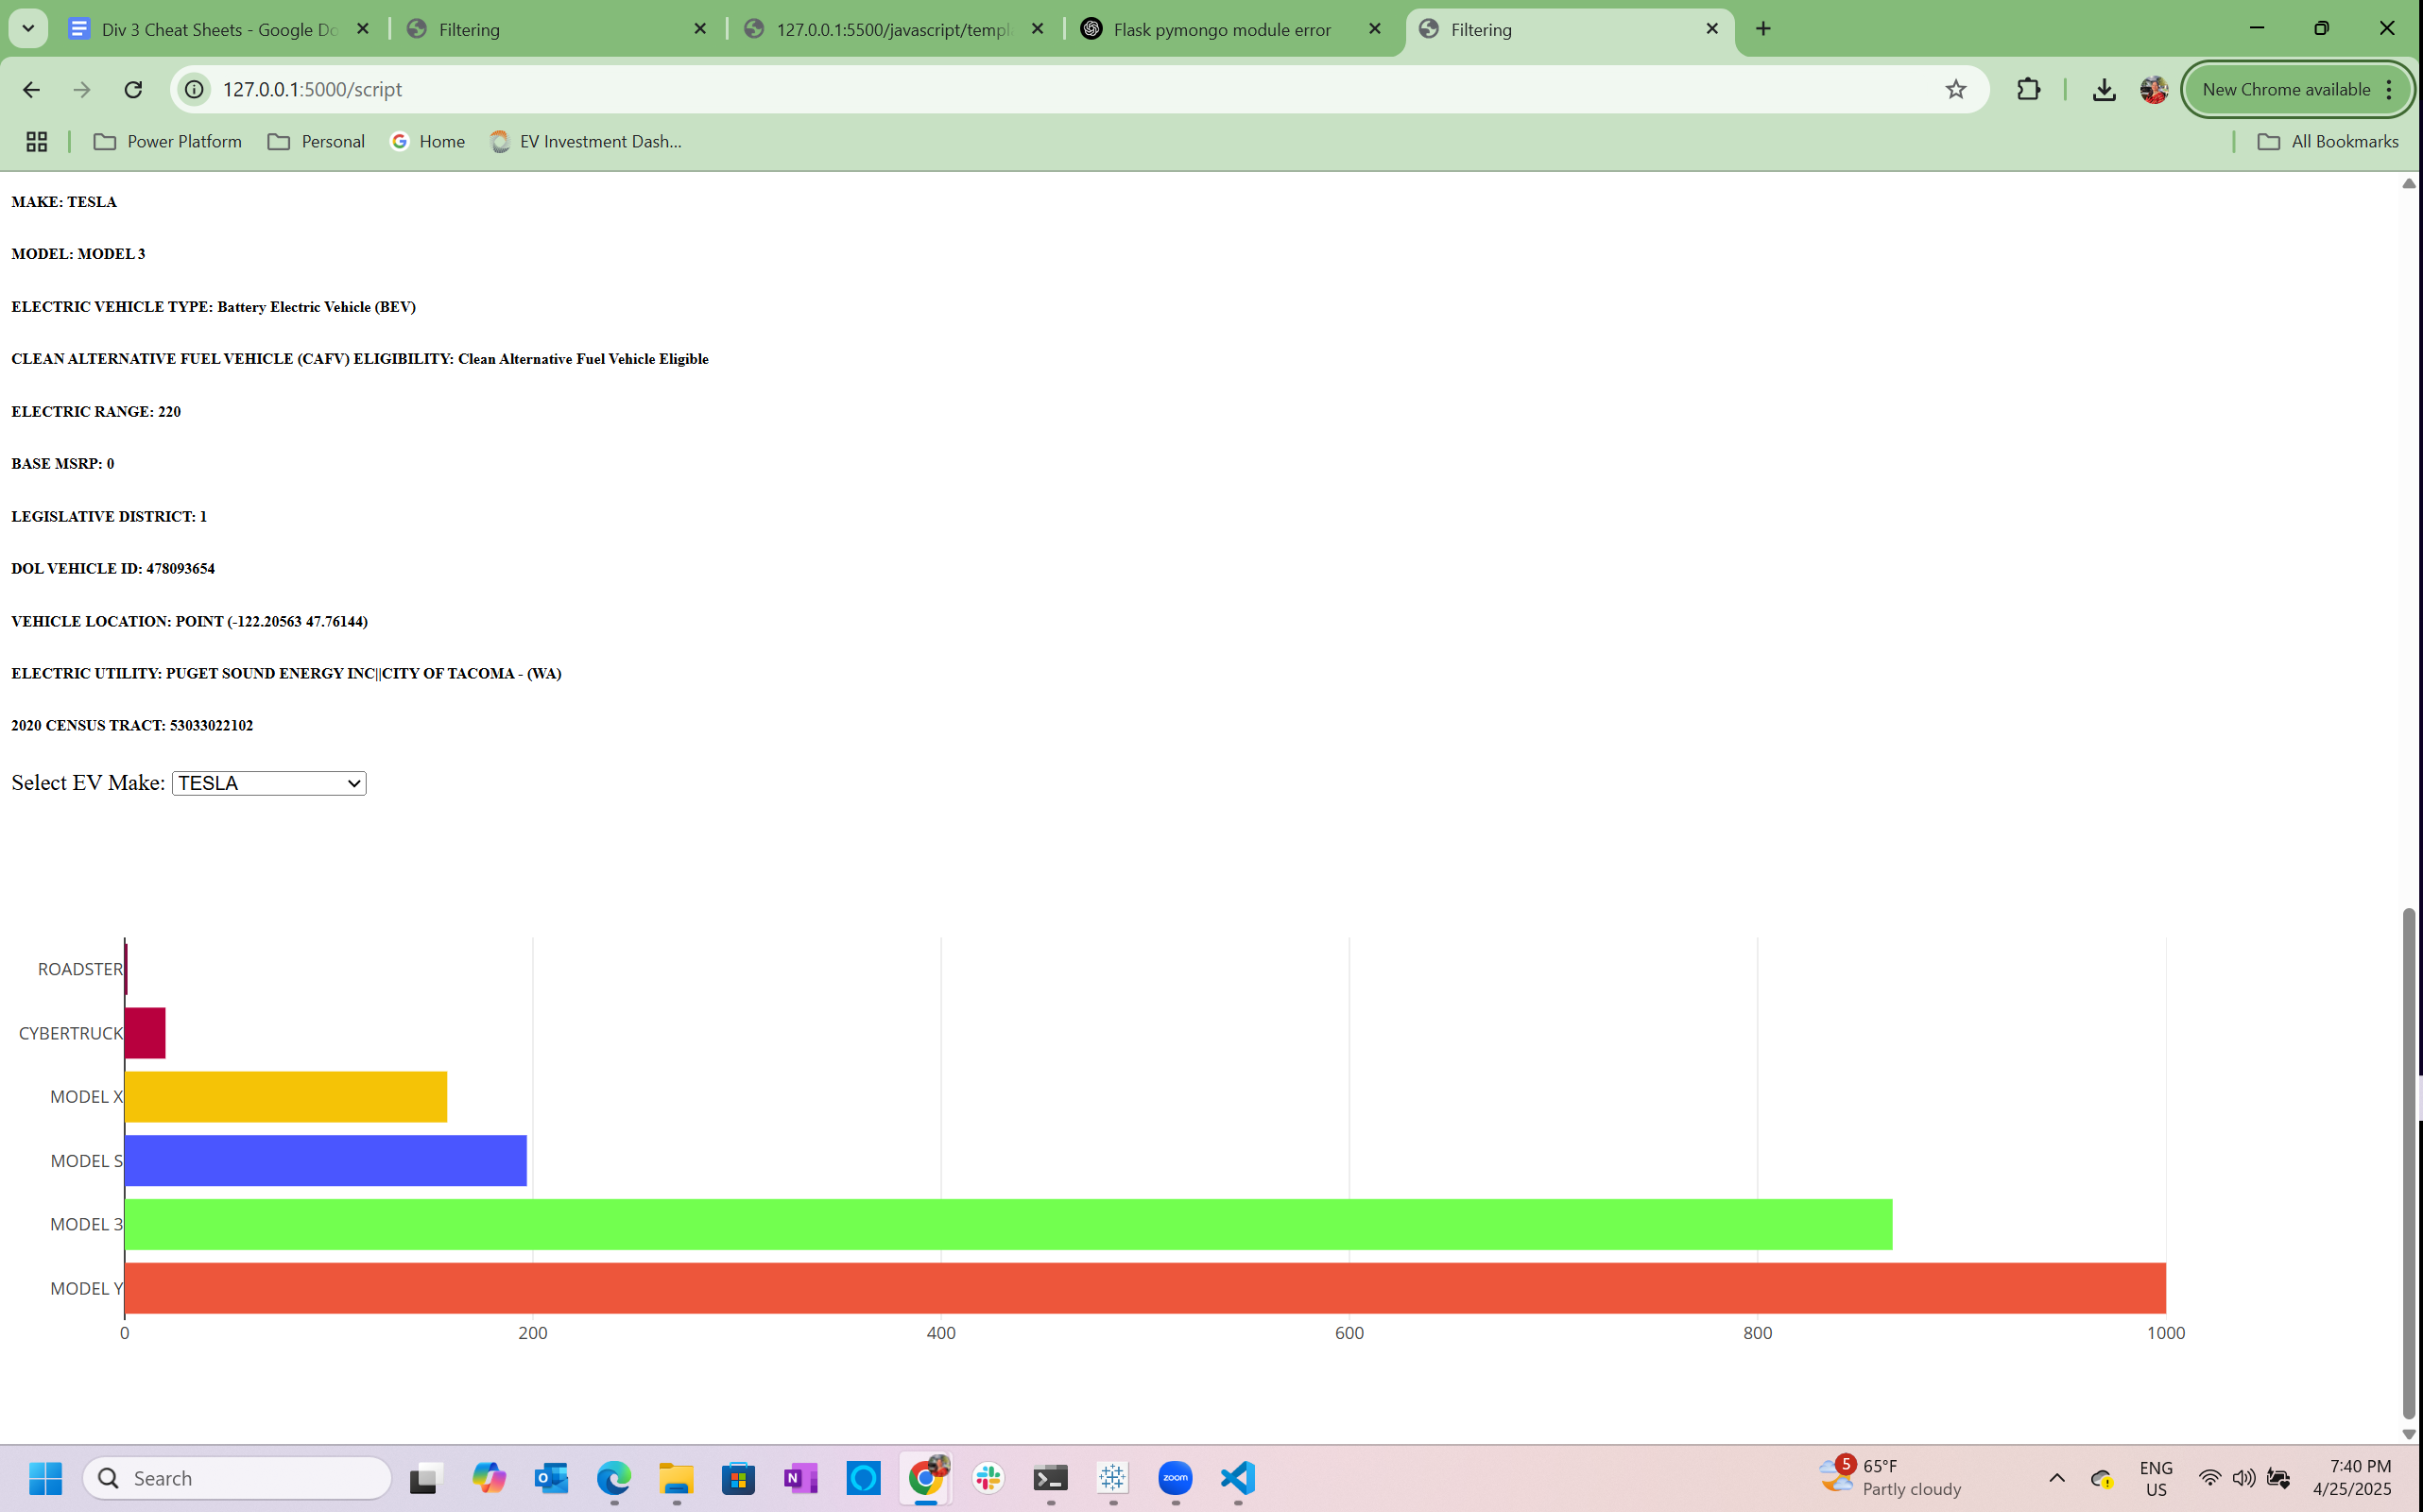 Div 3 Cheat Sheets - Google Do
Filtering
127.0.0.1:5500/javascript/templ
Flask pymongo module error
Filtering
127.0.0.1:5000/script
New Chrome available
Power Platform
Personal
Home
EV Investment Dash...
All Bookmarks
MAKE: TESLA
MODEL: MODEL 3
ELECTRIC VEHICLE TYPE: Battery Electric Vehicle (BEV)
CLEAN ALTERNATIVE FUEL VEHICLE (CAFV) ELIGIBILITY: Clean Alternative Fuel Vehicle Eligible
ELECTRIC RANGE: 220
BASE MSRP: 0
LEGISLATIVE DISTRICT: 1
DOL VEHICLE ID: 478093654
VEHICLE LOCATION: POINT (-122.20563 47.76144)
ELECTRIC UTILITY: PUGET SOUND ENERGY INC||CITY OF TACOMA - (WA)
2020 CENSUS TRACT: 53033022102
Select EV Make: TESLA
ROADSTER
CYBERTRUCK
MODEL X
MODEL S
MODEL 3
MODEL Y
0 200 400 600 800 1000
Search
zoom
5
65°F
Partly cloudy
ENG
US
7:40 PM
4/25/2025